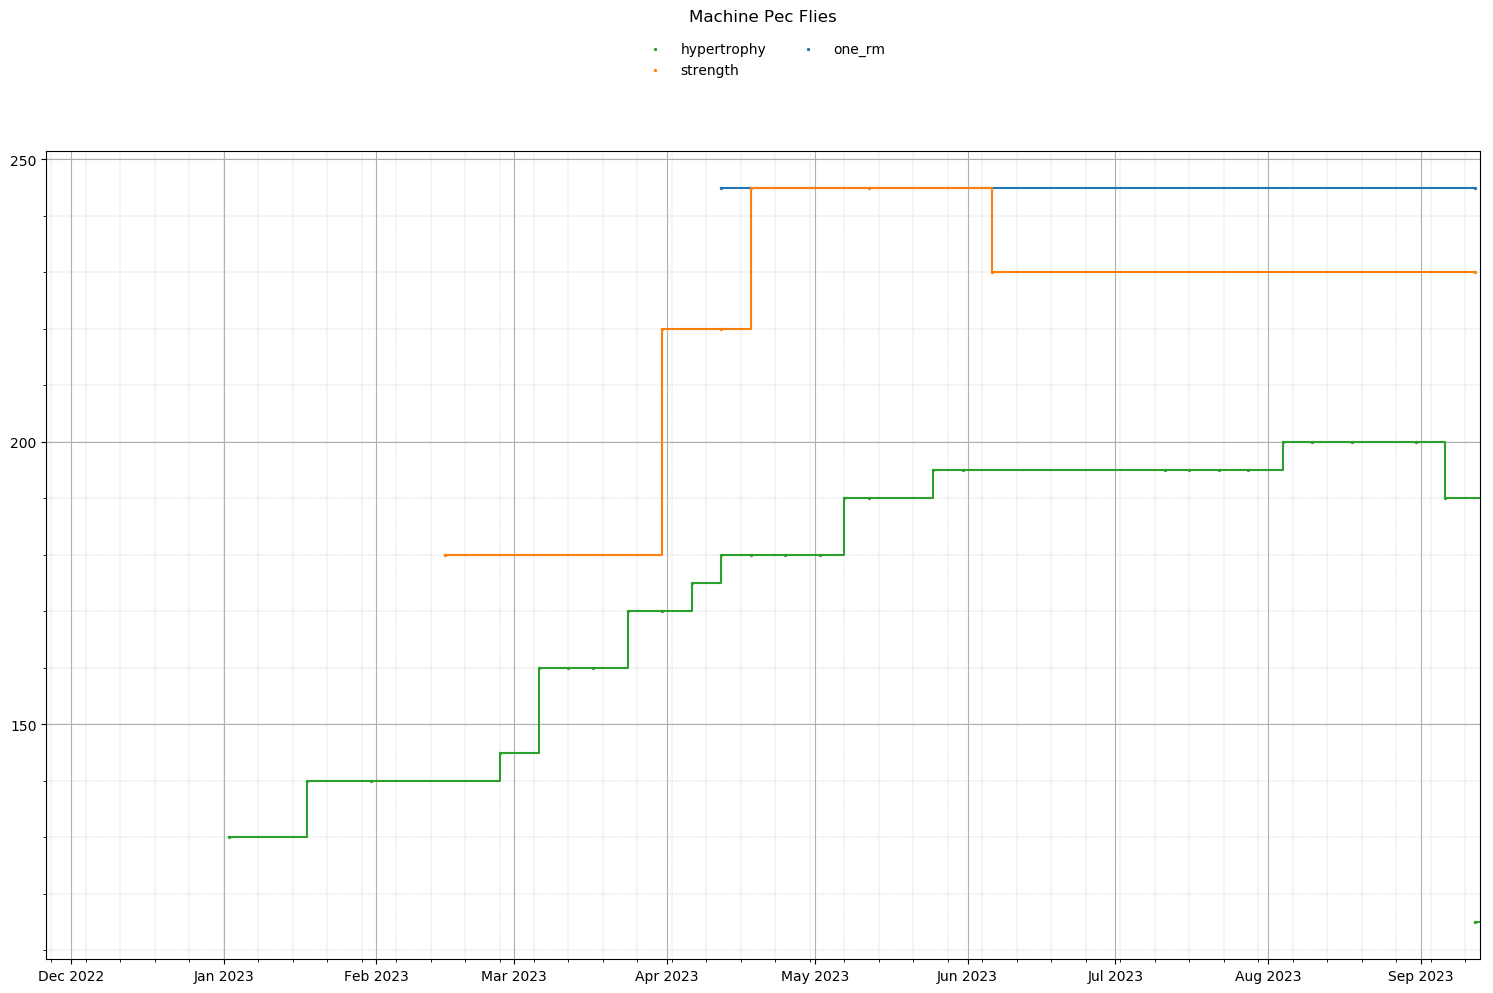 Machine Pec Flies
hypertrophy one_rm
strength
250
200
150
Dec 2022 Jan 2023 Feb 2023 Mar 2023 Apr 2023 May 2023 Jun 2023 Jul 2023 Aug 2023 Sep 2023